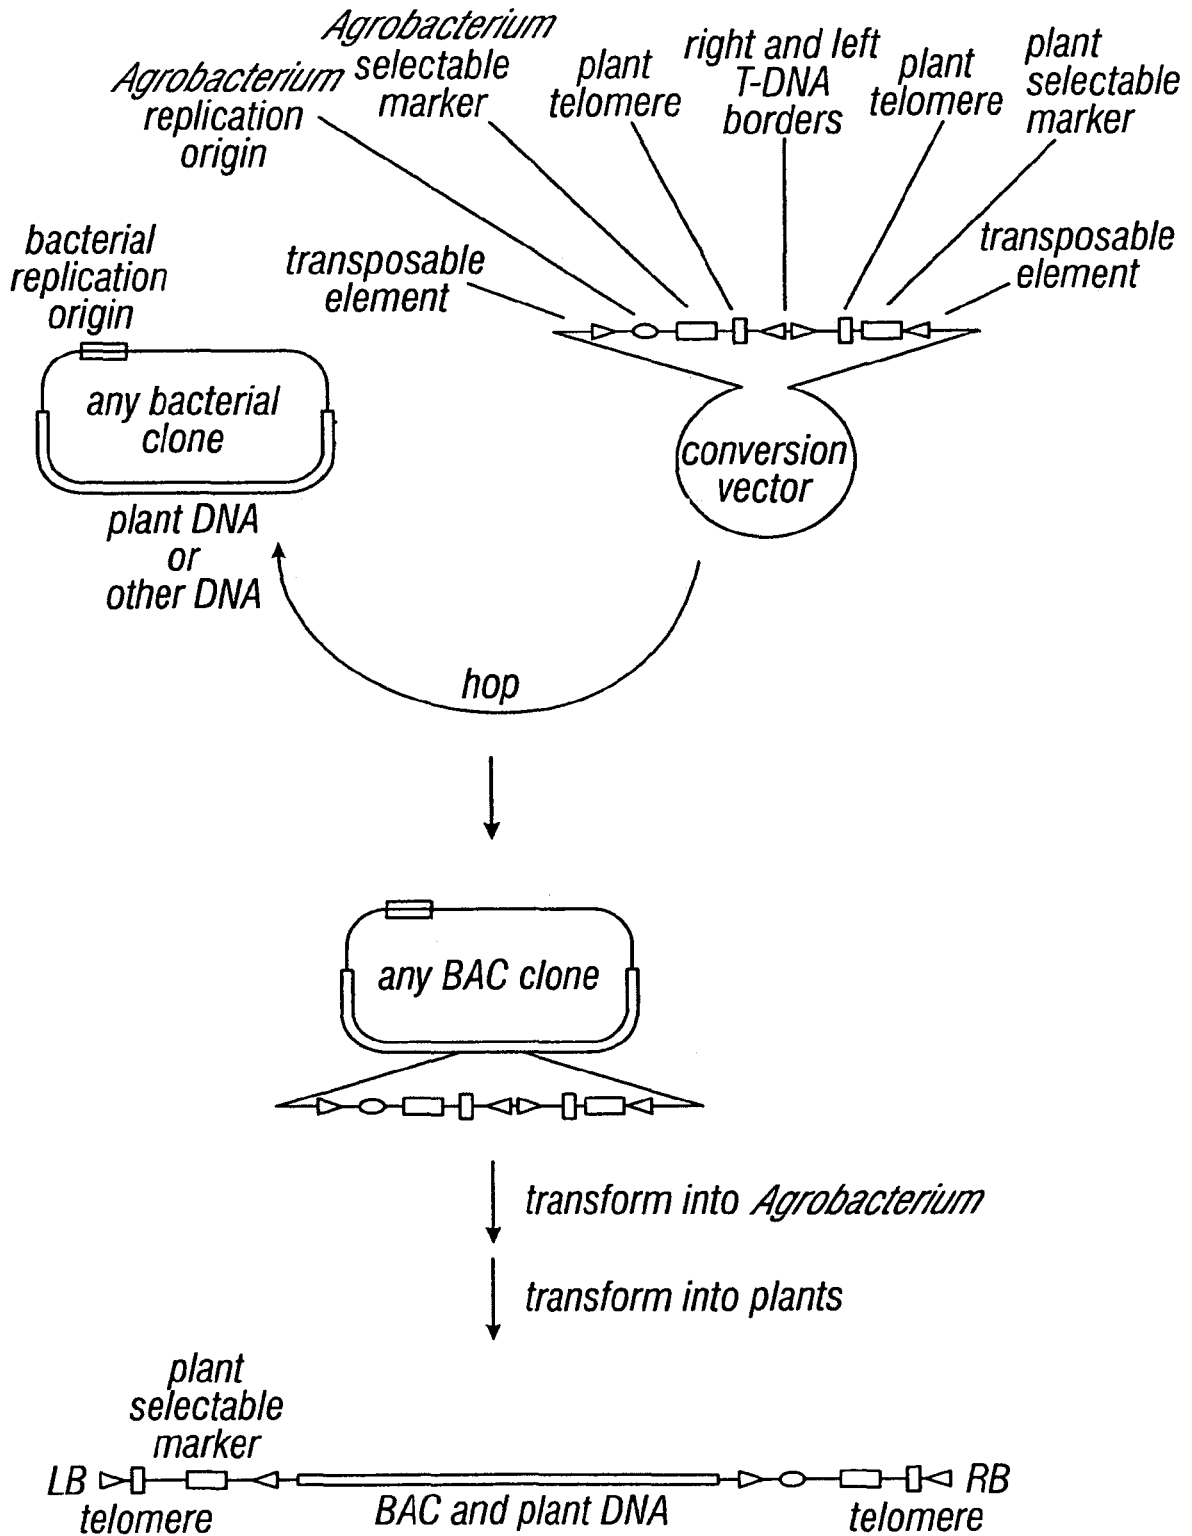 Agrobacterium
replication
origin
Agrobacterium
selectable
marker
plant
telomere
right and left
T-DNA
borders
plant
telomere
plant
selectable
marker
bacterial
replication
origin
transposable
element
transposable
element
any bacterial
clone
conversion
vector
plant DNA
or
other DNA
hop
any BAC clone
transform into Agrobacterium
transform into plants
plant
selectable
marker
LB
telomere
BAC and plant DNA
RB
telomere